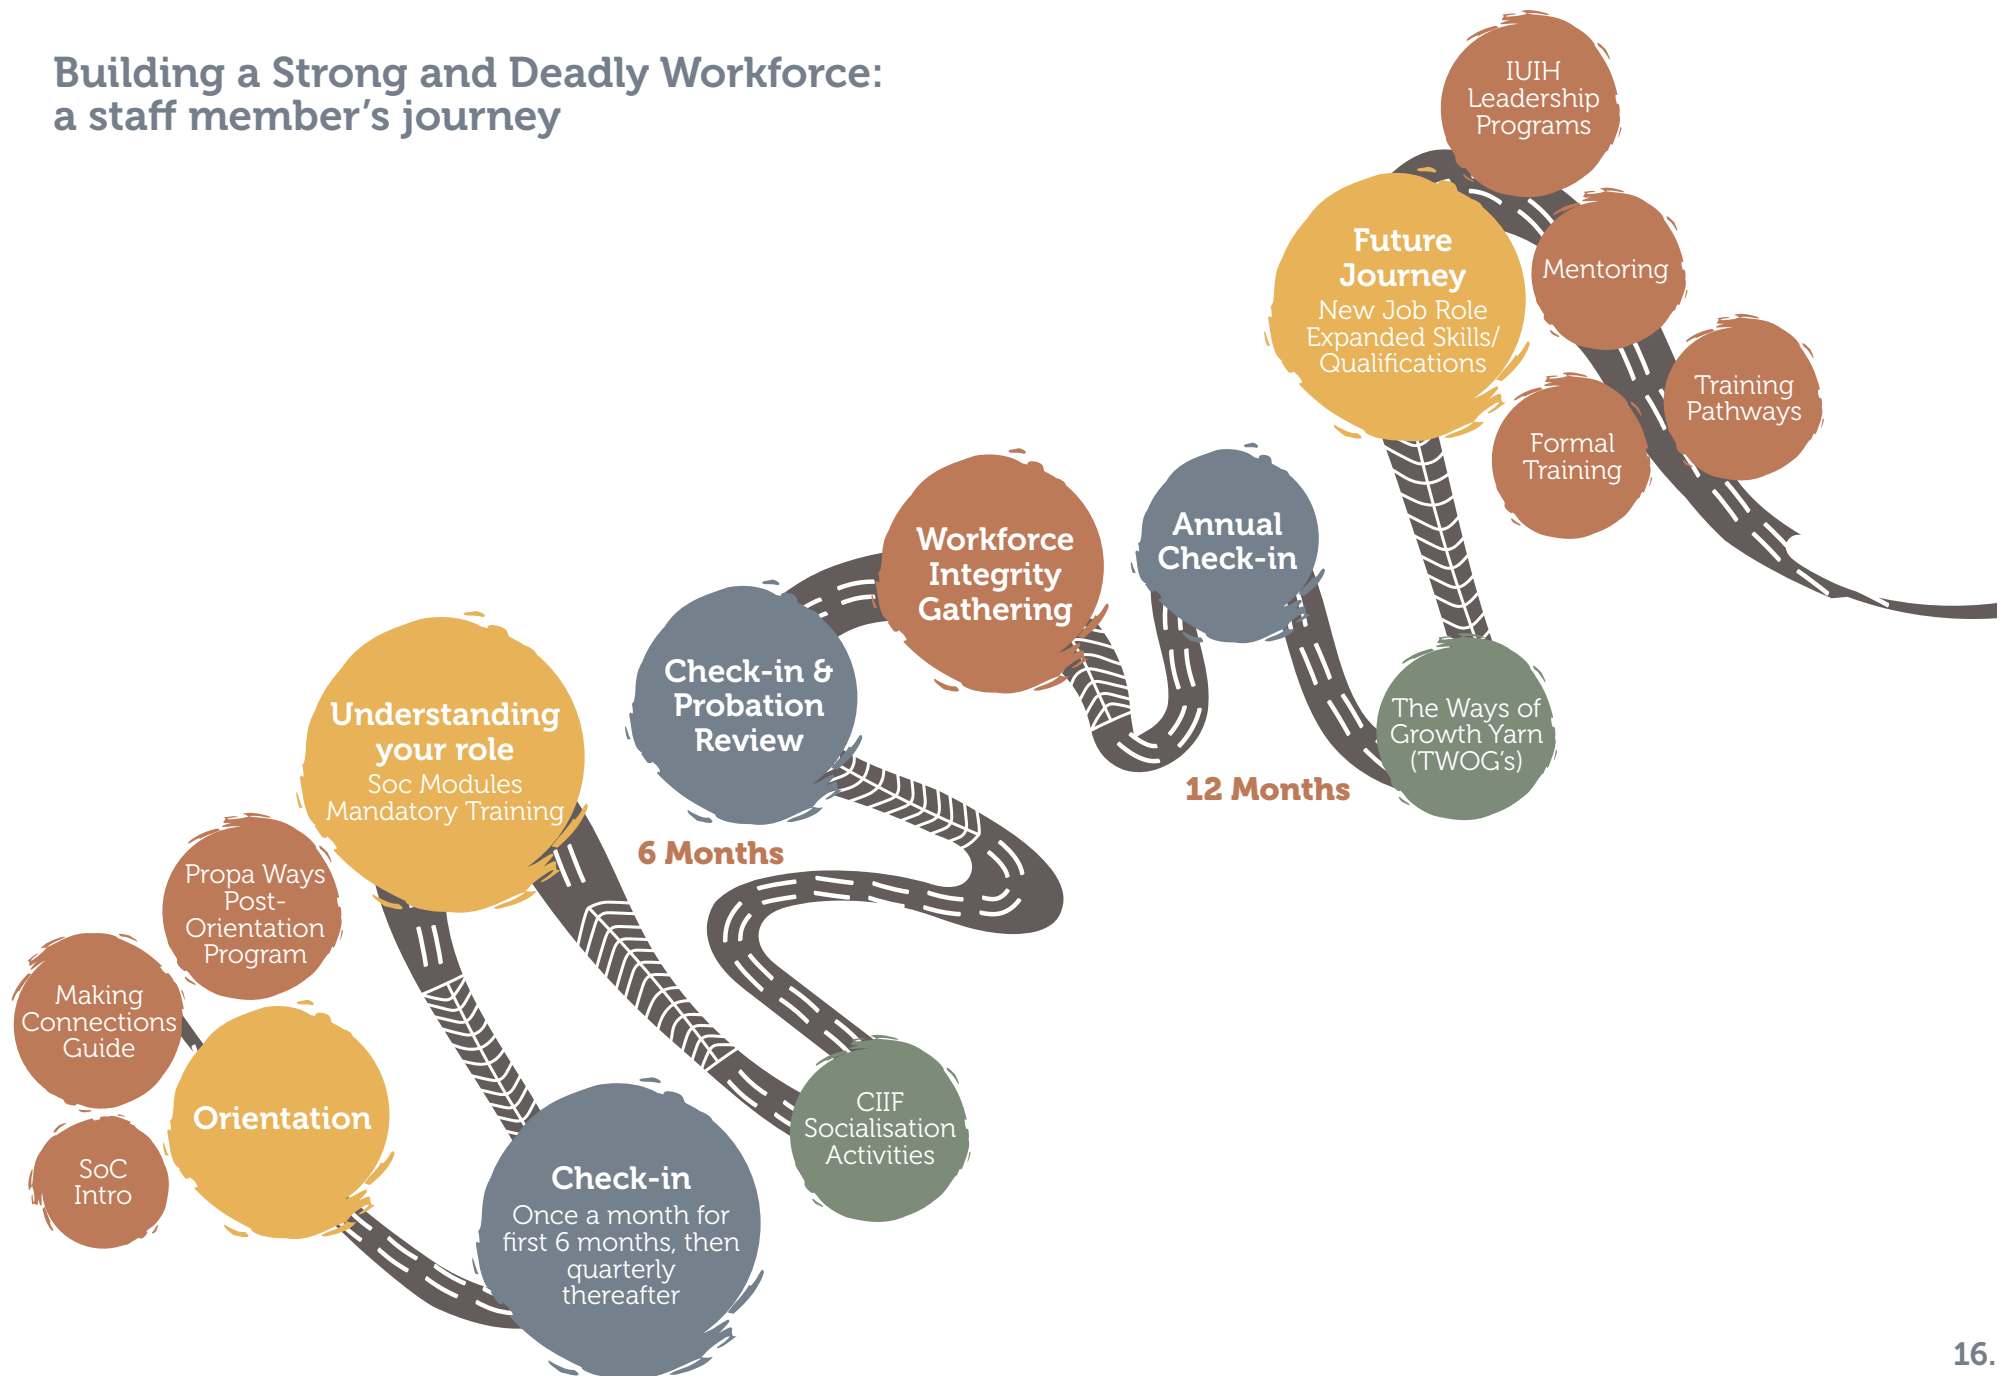 Building a Strong and Deadly Workforce:
a staff member's journey
IUIH
Leadership
Programs
Future
Journey
New Job Role
Expanded Skills/
Qualifications
Mentoring
Training
Pathways
Formal
Training
Workforce
Integrity
Gathering
Annual
Check-in
The Ways of
Growth Yarn
(TWOG's)
12 Months
Check-in &
Probation
Review
6 Months
Understanding
your role
Soc Modules
Mandatory Training
Propa Ways
Post-
Orientation
Program
Making
Connections
Guide
SoC
Intro
Orientation
Check-in
Once a month for
first 6 months, then
quarterly
thereafter
CIIF
Socialisation
Activities
16.